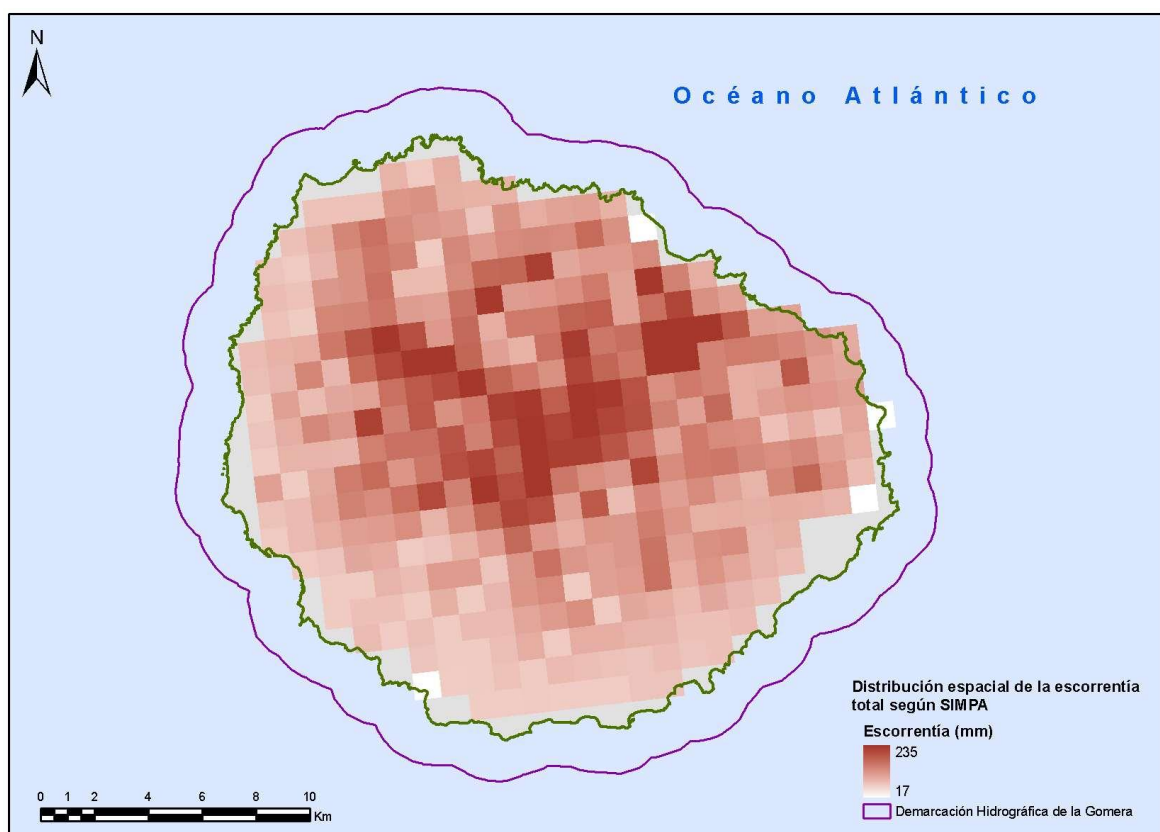 N
Océano Atlántico
Distribución espacial de la escorrentía
total según SIMPA
Escorrentía (mm)
235
17
Demarcación Hidrográfica de la Gomera
0 1 2 4 6 8 10
Km